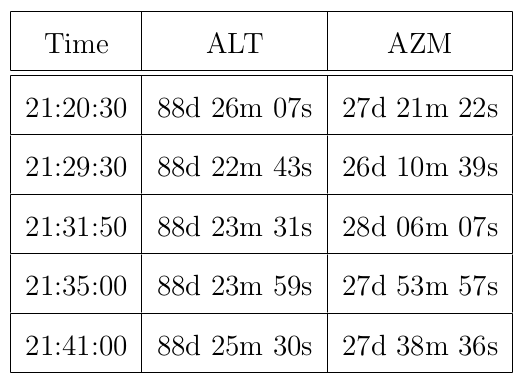 Time ALT AZM
21:20:30 88d 26m 07s 27d 21m 22s
21:29:30 88d 22m 43s 26d 10m 39s
21:31:50 88d 23m 31s 28d 06m 07s
21:35:00 88d 23m 59s 27d 53m 57s
21:41:00 88d 25m 30s 27d 38m 36s